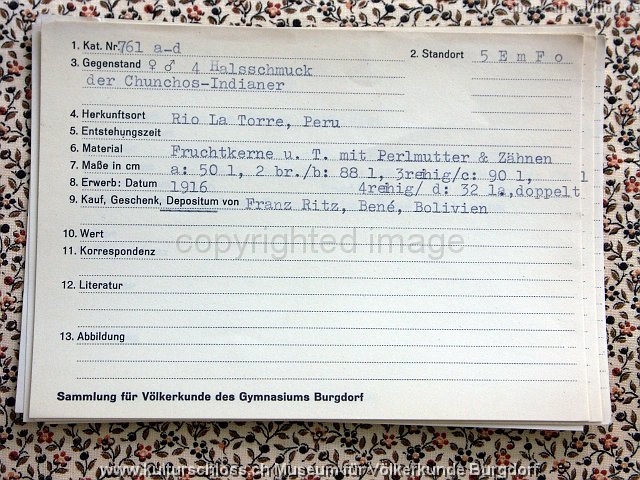 1. Kat. Nr. 761 a-d 2. Standort 5 E m F o
3. Gegenstand ♀ ♂ 4 Halsschmuck
der Chunchos-Indianer
4. Herkunftsort Rio La Torre, Peru
5. Entstehungszeit
6. Material Fruchtkerne u. T. mit Perlmutter & Zähnen
7. Maße in cm a: 50 l, 2 br./b: 88 l, 3reihig/c: 90 l, l
8. Erwerb: Datum 1916 4reihig/ d: 32 la,doppelt
9. Kauf, Geschenk, Depositum von Franz Ritz, Bené, Bolivien
10. Wert
copyrighted image
11. Korrespondenz
12. Literatur
13. Abbildung
Sammlung für Völkerkunde des Gymnasiums Burgdorf
www.kulturschloss.ch/Museum für Völkerkunde Burgdorf